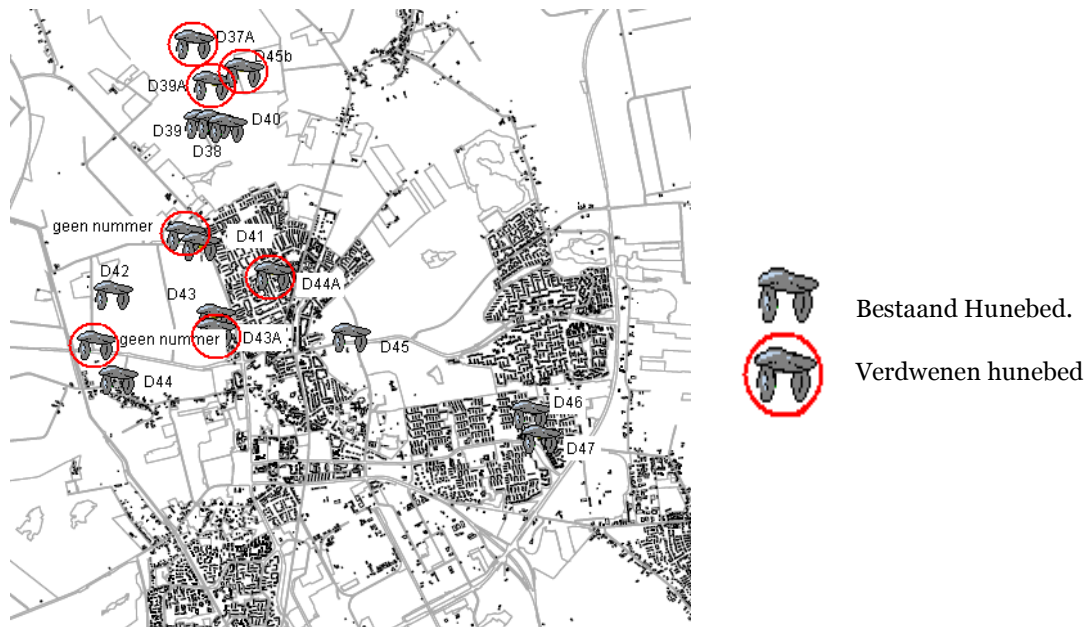 D37A
D45b
D39A
D39
D40
D38
geen nummer
D41
D42
D44A
D43
geen nummer
D43A
D45
D44
D46
D47
Bestaand Hunebed.
Verdwenen hunebed